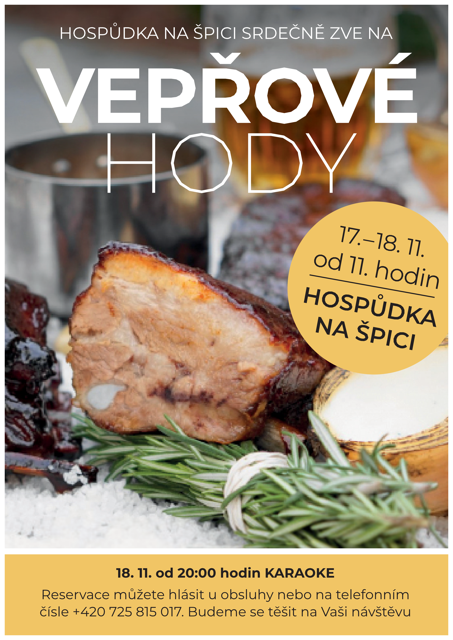 HOSPŮDKA NA ŠPICI SRDEČNĚ ZVE NA
VEPŘOVÉ
HODY
17.–18. 11.
od 11. hodin
HOSPŮDKA
NA ŠPICI
18. 11. od 20:00 hodin KARAOKE
Reservace můžete hlásit u obsluhy nebo na telefonním
čísle +420 725 815 017. Budeme se těšit na Vaši návštěvu